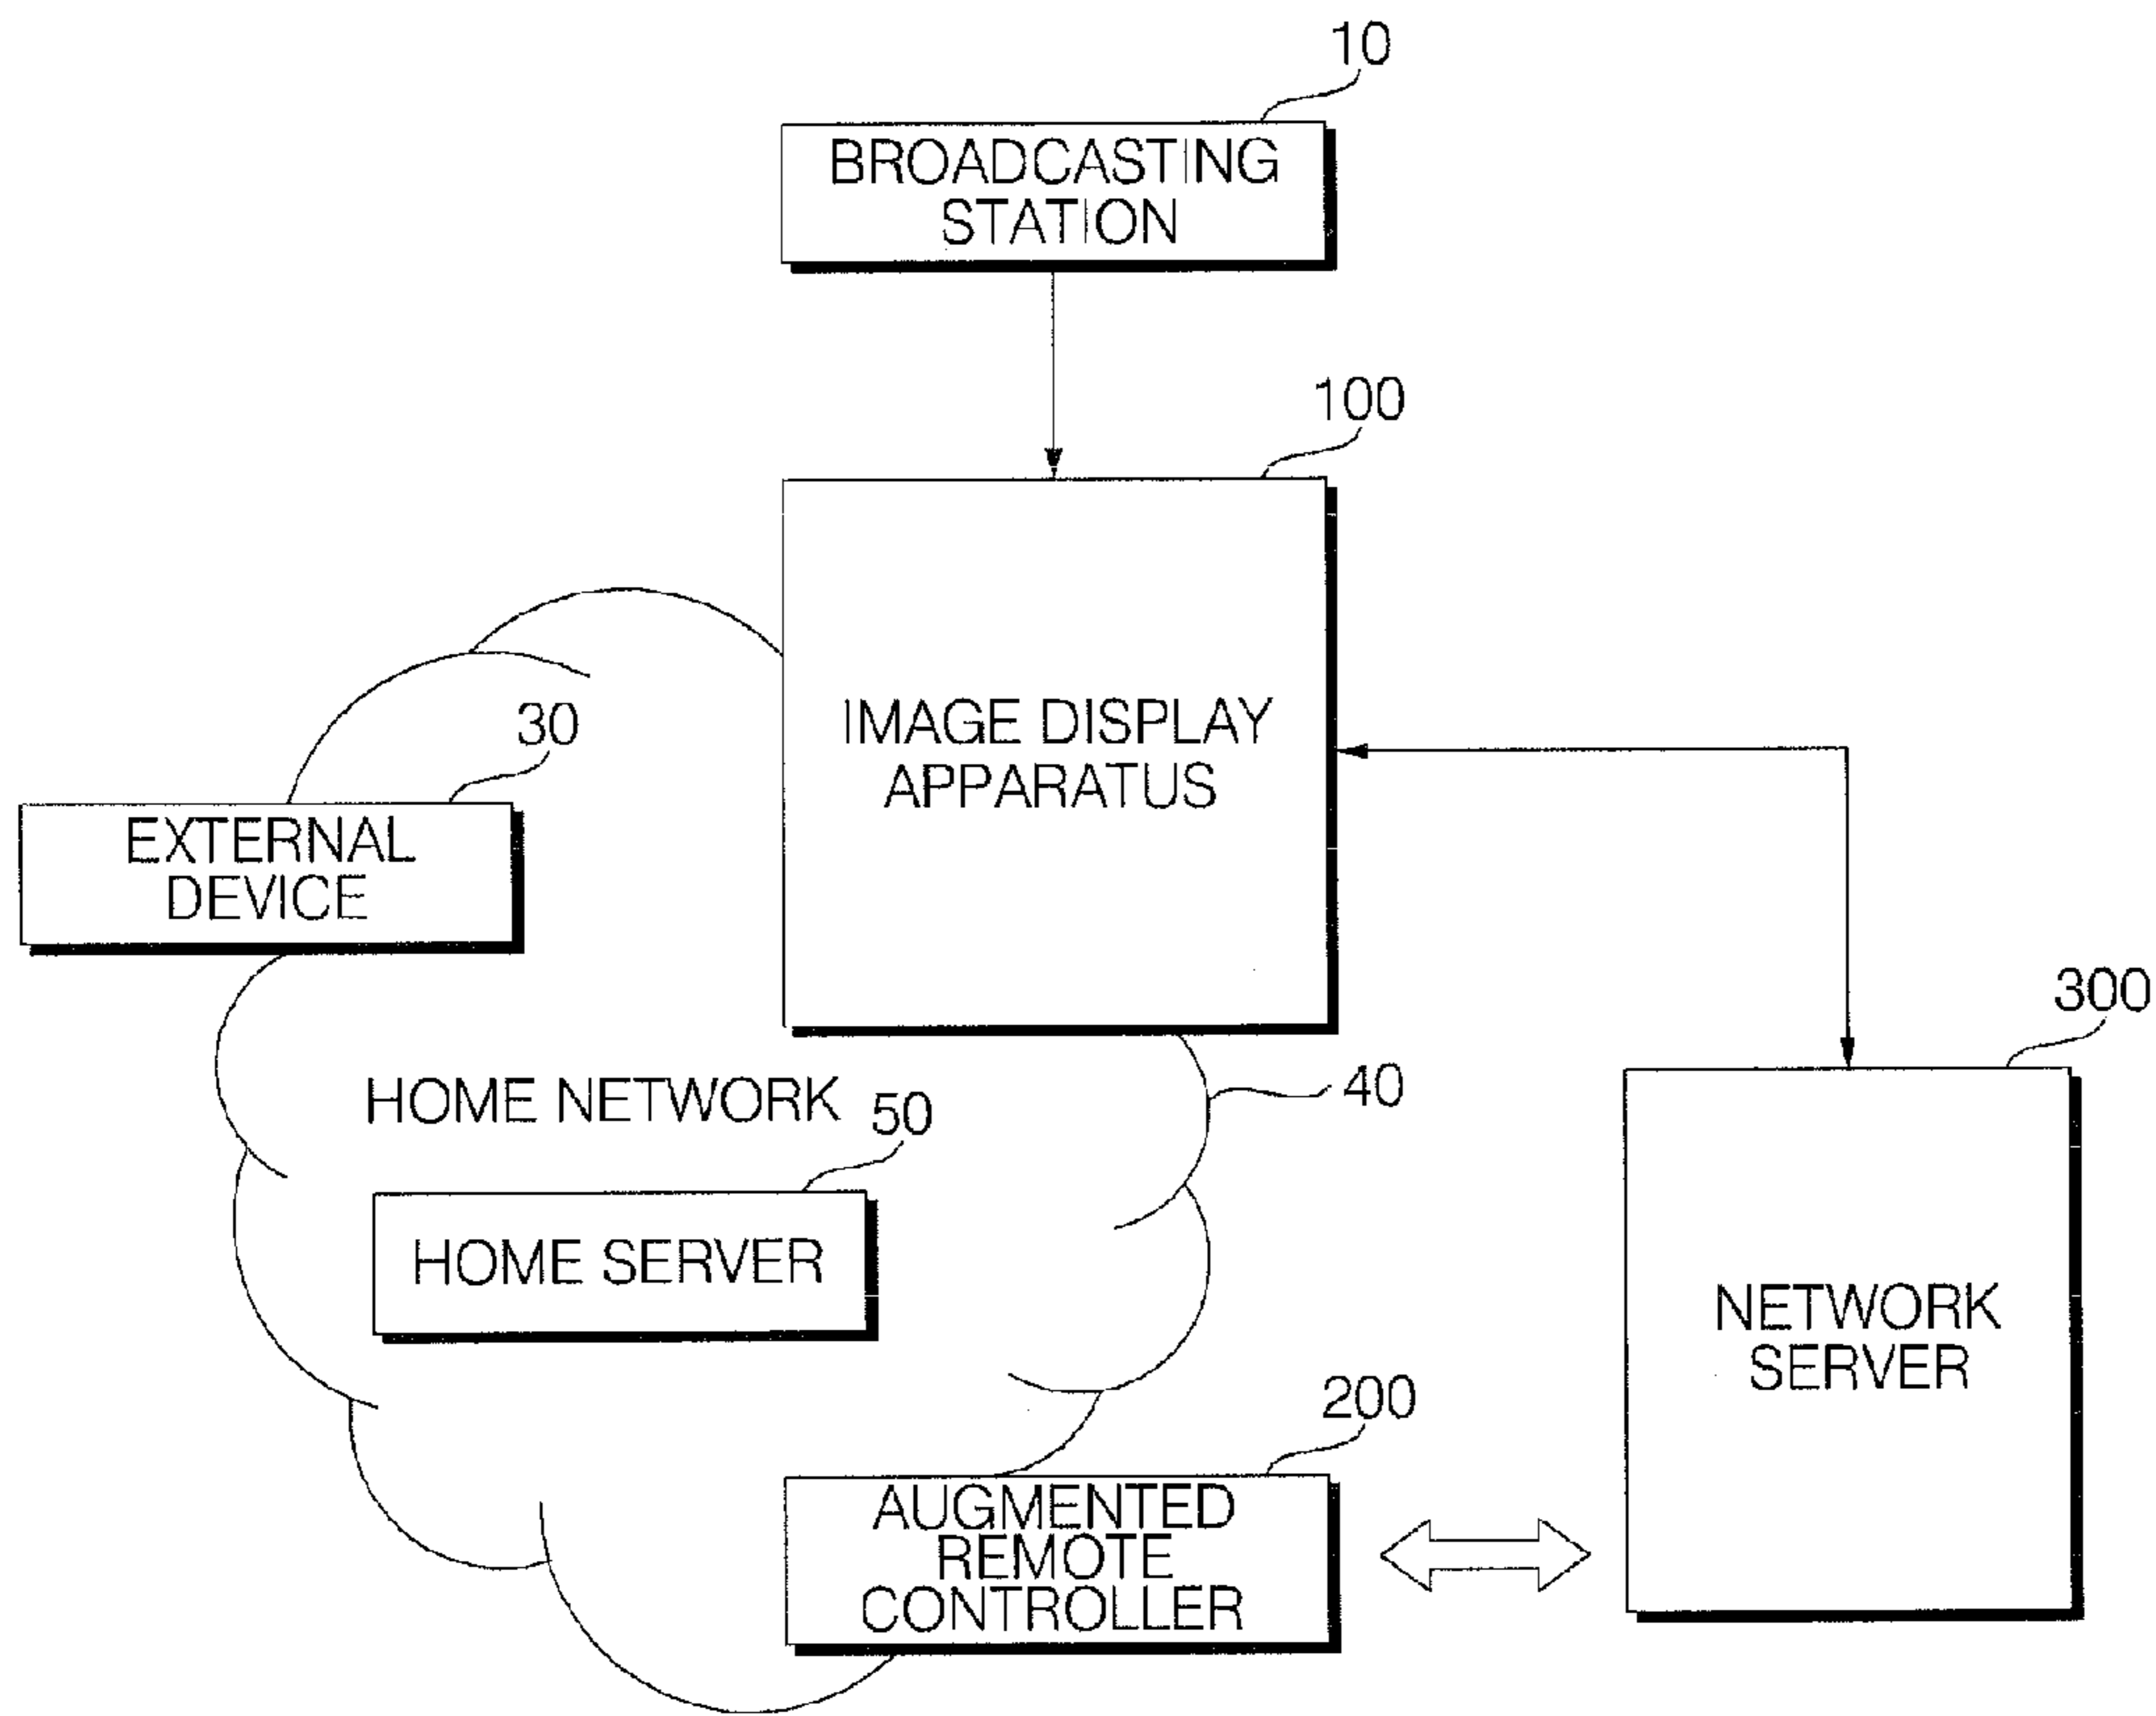 10
BROADCASTING
STATION
100
IMAGE DISPLAY
APPARATUS
30
EXTERNAL
DEVICE
300
HOME NETWORK
40
50
HOME SERVER
NETWORK
SERVER
200
AUGMENTED
REMOTE
CONTROLLER